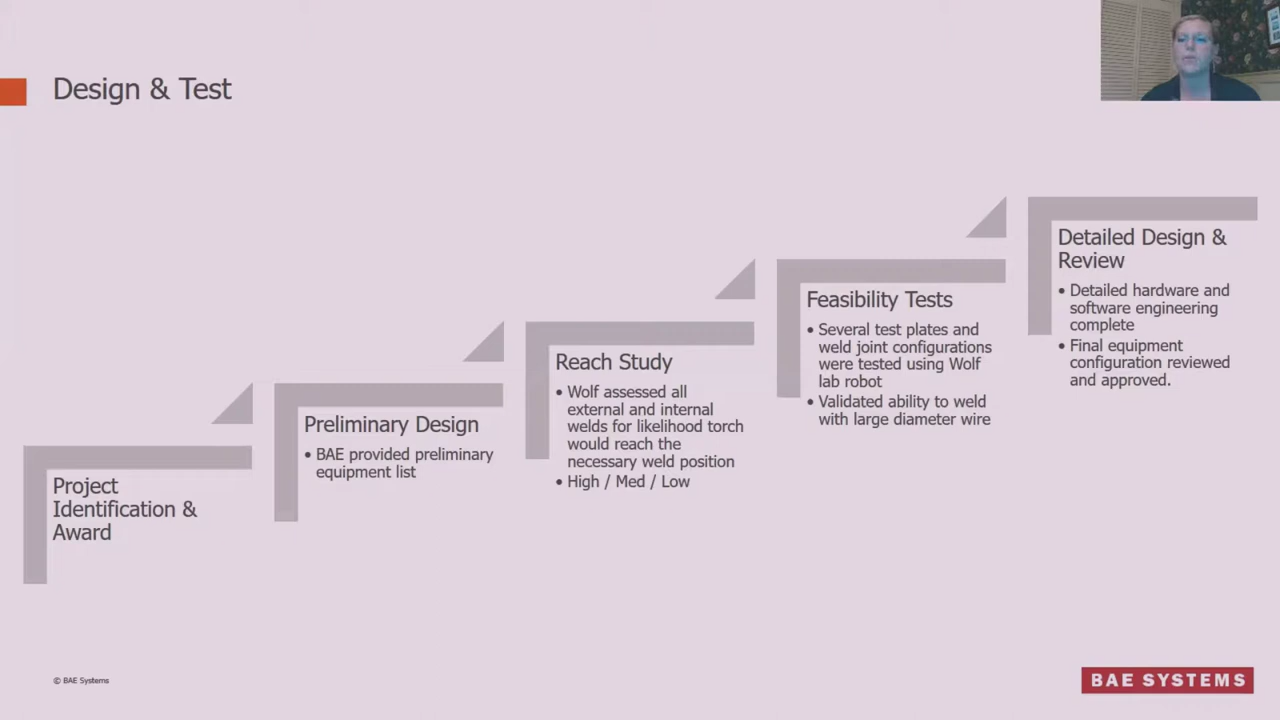 Design & Test
Project
Identification &
Award
Preliminary Design
• BAE provided preliminary
equipment list
Reach Study
• Wolf assessed all
external and internal
welds for likelihood torch
would reach the
necessary weld position
• High / Med / Low
Feasibility Tests
• Several test plates and
weld joint configurations
were tested using Wolf
lab robot
• Validated ability to weld
with large diameter wire
Detailed Design &
Review
• Detailed hardware and
software engineering
complete
• Final equipment
configuration reviewed
and approved.
© BAE Systems
BAE SYSTEMS